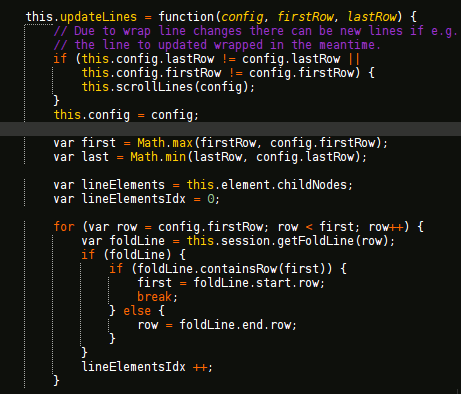 this.updateLines = function(config, firstRow, lastRow) {
// Due to wrap line changes there can be new lines if e.g.
// the line to updated wrapped in the meantime.
if (this.config.lastRow != config.lastRow ||
this.config.firstRow != config.firstRow) {
this.scrollLines(config);
}
this.config = config;
var first = Math.max(firstRow, config.firstRow);
var last = Math.min(lastRow, config.lastRow);
var lineElements = this.element.childNodes;
var lineElementsIdx = 0;
for (var row = config.firstRow; row < first; row++) {
var foldLine = this.session.getFoldLine(row);
if (foldLine) {
if (foldLine.containsRow(first)) {
first = foldLine.start.row;
break;
} else {
row = foldLine.end.row;
}
}
lineElementsIdx ++;
}